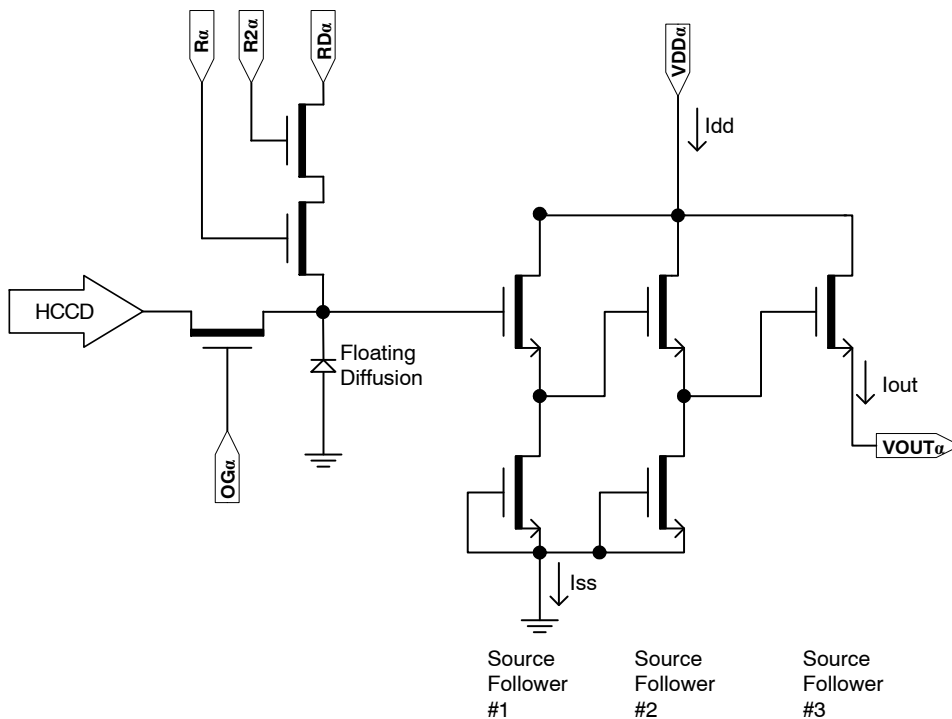 Rα
R2α
RDα
VDDα
Idd
HCCD
Floating
Diffusion
Iout
VOUTα
OGα
Iss
Source
Follower
#1
Source
Follower
#2
Source
Follower
#3